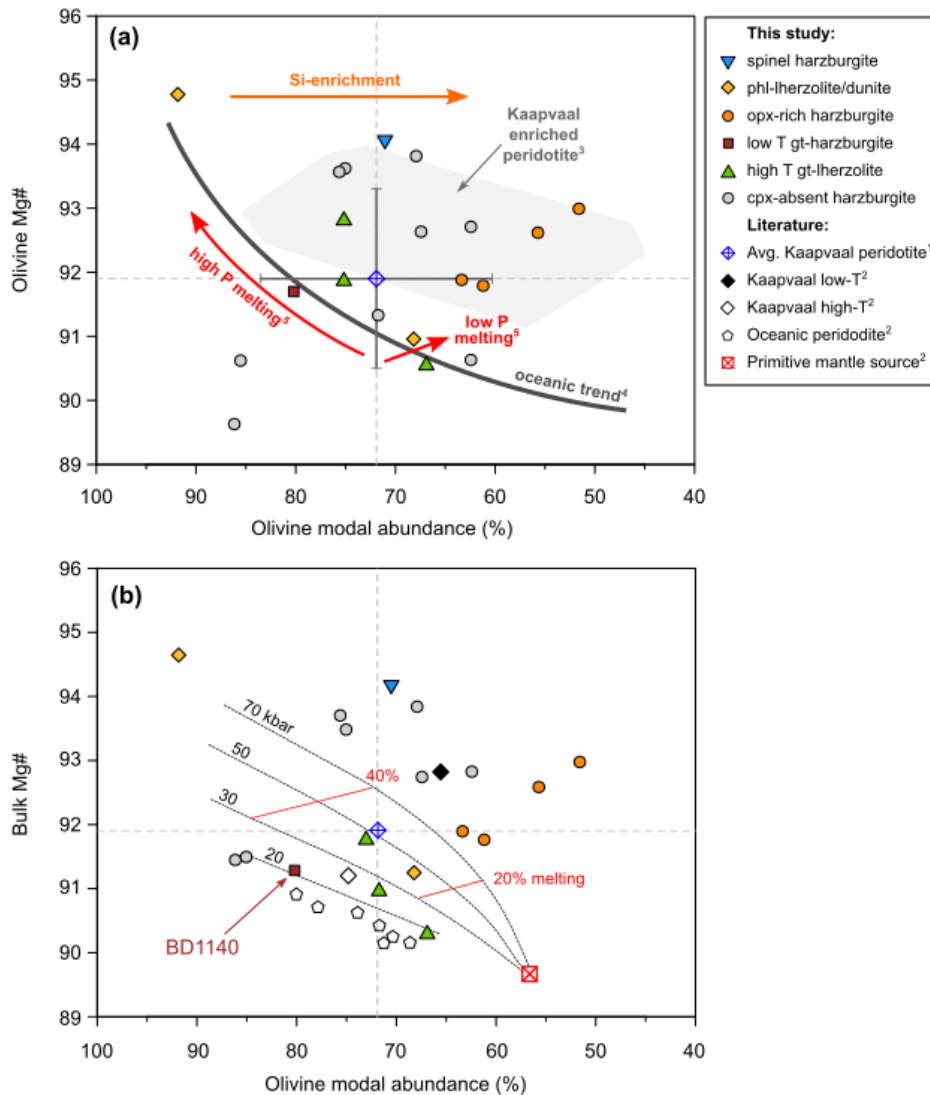 96
95
94
93
92
91
90
89
Olivine Mg#
(a)
Si-enrichment
Kaapvaal
enriched
peridotite³
high P melting⁵
low P
melting⁵
oceanic trend⁴
100
90
80
70
60
50
40
Olivine modal abundance (%)
This study:
spinel harzburgite
phl-lherzolite/dunite
opx-rich harzburgite
low T gt-harzburgite
high T gt-lherzolite
cpx-absent harzburgite
Literature:
Avg. Kaapvaal peridotite¹
Kaapvaal low-T²
Kaapvaal high-T²
Oceanic peridodite²
Primitive mantle source²
96
95
94
93
92
91
90
89
Bulk Mg#
(b)
70 kbar
50
30
20
40%
20% melting
BD1140
100
90
80
70
60
50
40
Olivine modal abundance (%)